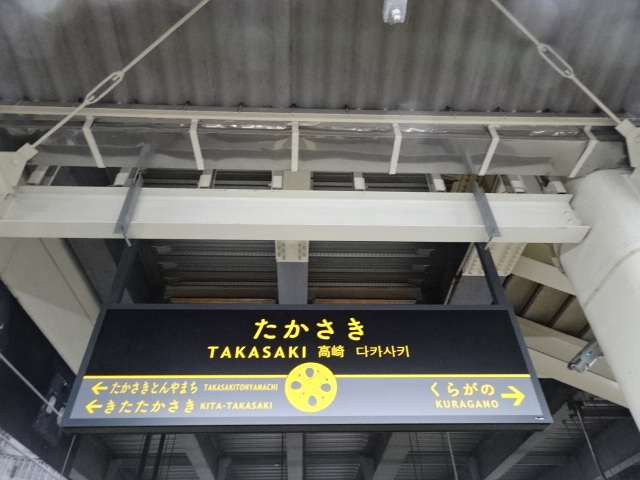 たかさき
TAKASAKI 高崎 다카사키
←たかさきとんやまち TAKASAKITONYAMACHI
←きたたかさき KITA-TAKASAKI
くらがの →
KURAGANO